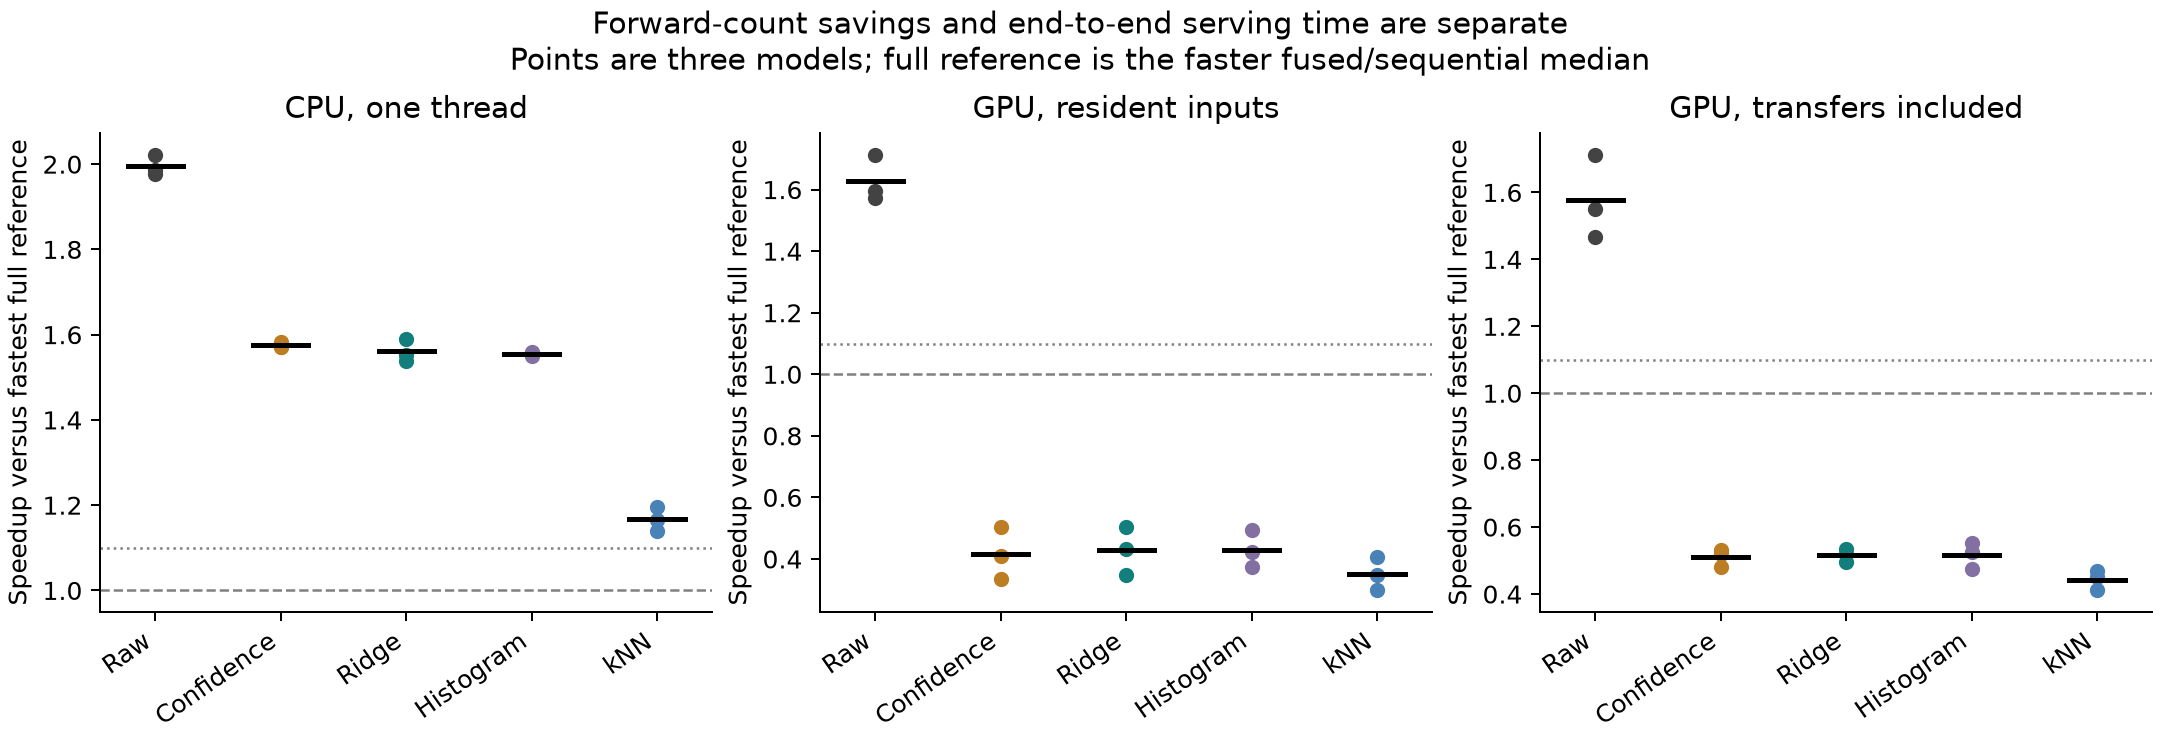 Forward-count savings and end-to-end serving time are separate
Points are three models; full reference is the faster fused/sequential median
CPU, one thread
Speedup versus fastest full reference
2.0
1.8
1.6
1.4
1.2
1.0
Raw
Confidence
Ridge
Histogram
kNN
GPU, resident inputs
Speedup versus fastest full reference
1.6
1.4
1.2
1.0
0.8
0.6
0.4
Raw
Confidence
Ridge
Histogram
kNN
GPU, transfers included
Speedup versus fastest full reference
1.6
1.4
1.2
1.0
0.8
0.6
0.4
Raw
Confidence
Ridge
Histogram
kNN